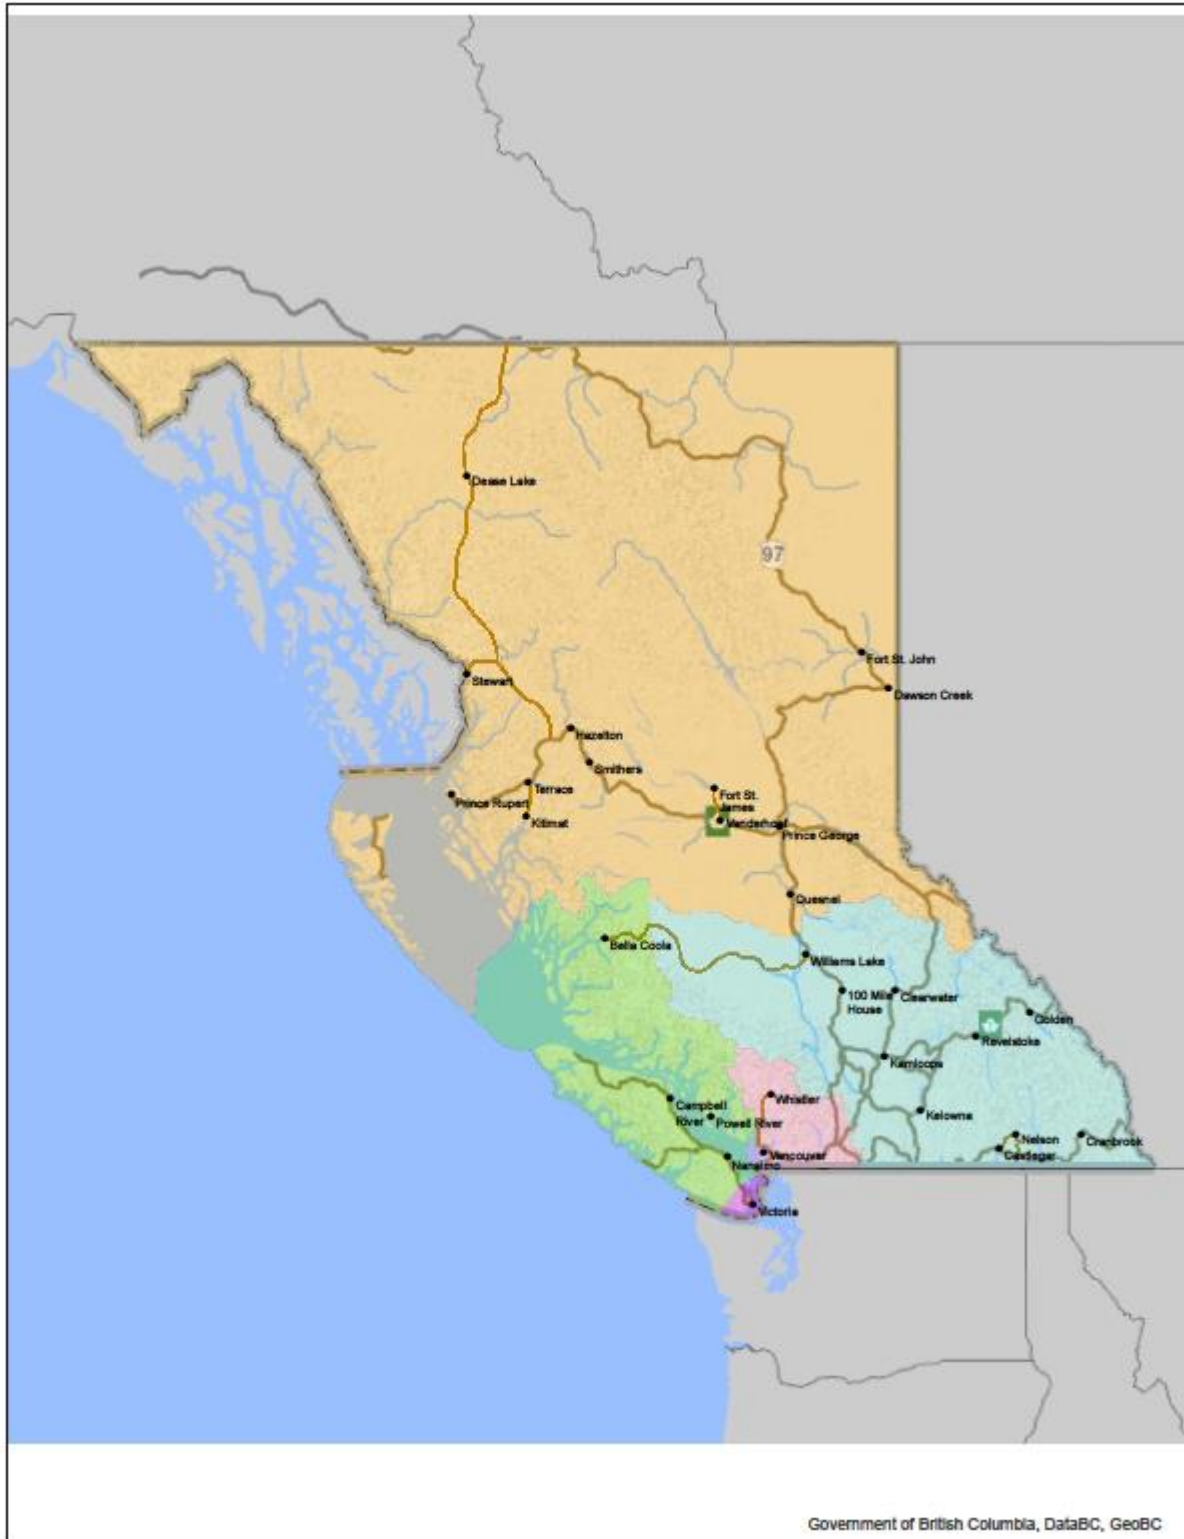 Dease Lake
97
Fort St. John
Stewart
Dawson Creek
Hazelton
Smithers
Terrace
Prince Rupert
Fort St.
James
Kitimat
Vanderhoof
Prince George
Quesnel
Bella Coola
Williams Lake
100 Mile
House
Clearwater
Golden
Revelstoke
Kamloops
Whistler
Campbell
River
Powell River
Kelowna
Nelson
Cranbrook
Castlegar
Vancouver
Nanaimo
Victoria
Government of British Columbia, DataBC, GeoBC